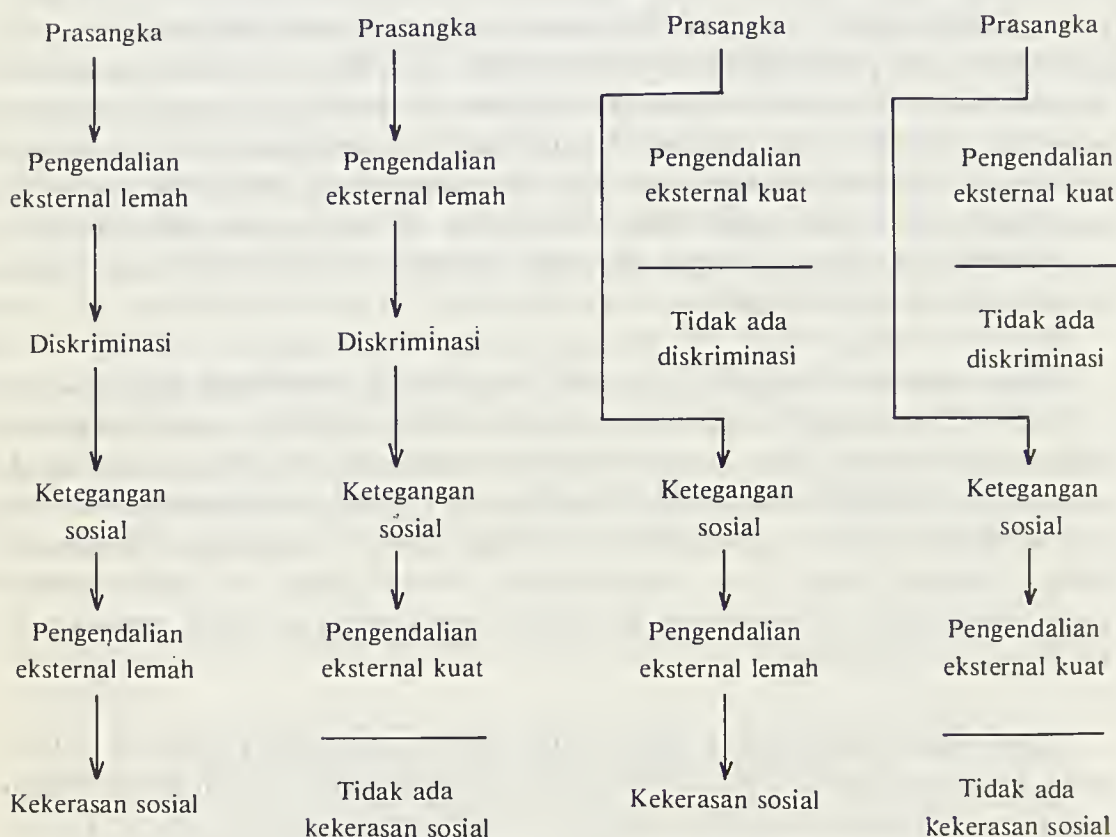 Prasangka
Pengendalian
eksternal lemah
Diskriminasi
Ketegangan
sosial
Pengendalian
eksternal lemah
Kekerasan sosial
Prasangka
Pengendalian
eksternal lemah
Diskriminasi
Ketegangan
sosial
Pengendalian
eksternal kuat
Tidak ada
kekerasan sosial
Prasangka
Pengendalian
eksternal kuat
Tidak ada
diskriminasi
Ketegangan
sosial
Pengendalian
eksternal lemah
Kekerasan sosial
Prasangka
Pengendalian
eksternal kuat
Tidak ada
diskriminasi
Ketegangan
sosial
Pengendalian
eksternal kuat
Tidak ada
kekerasan sosial